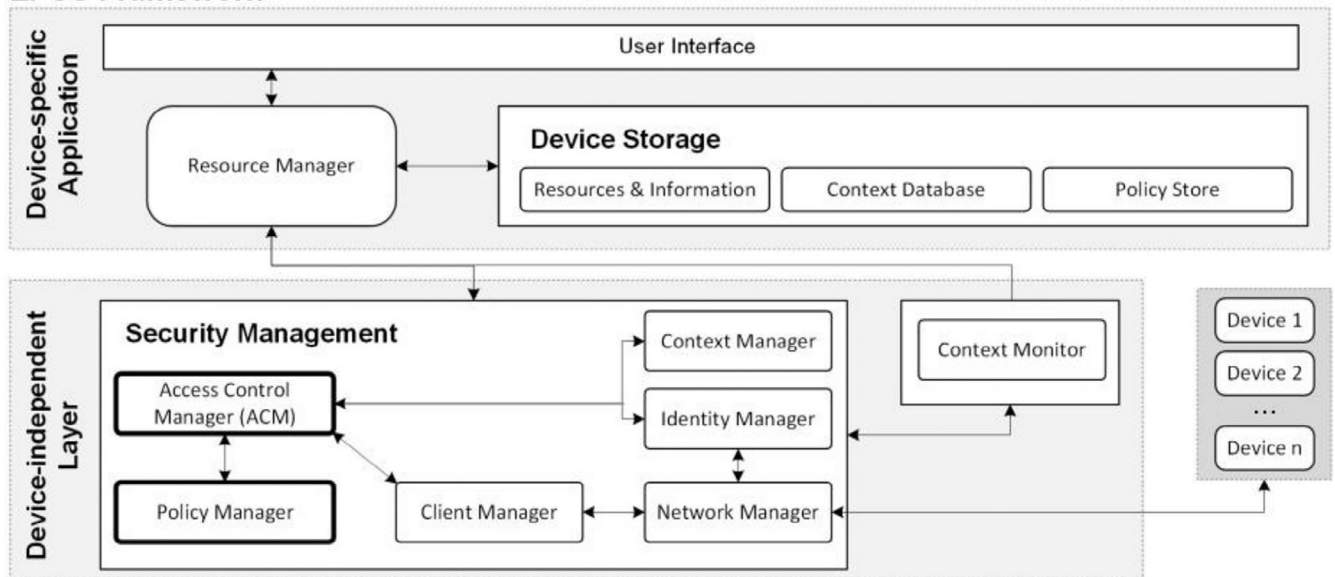 Device-specific
Application
User Interface
Resource Manager
Device Storage
Resources & Information
Context Database
Policy Store
Device-independent
Layer
Security Management
Access Control
Manager (ACM)
Policy Manager
Client Manager
Context Manager
Identity Manager
Network Manager
Context Monitor
Device 1
Device 2
...
Device n